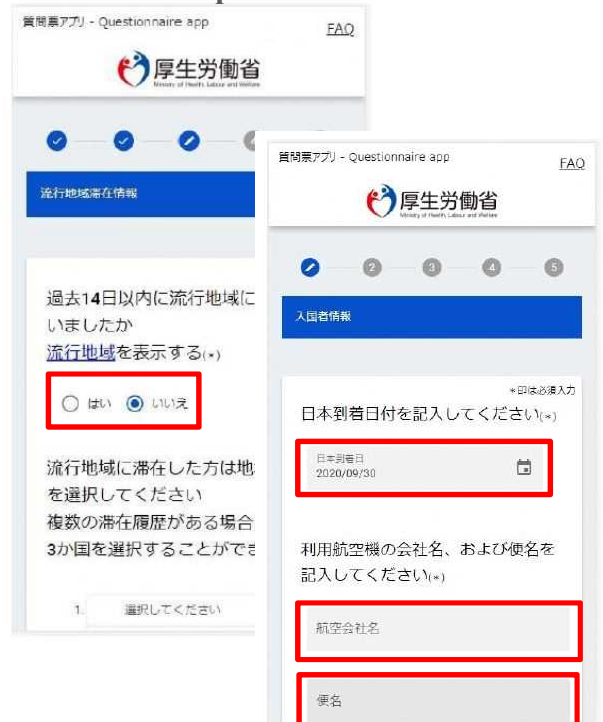 質問票アプリ - Questionnaire app
FAQ
厚生労働省
Ministry of Health, Labour and Welfare
流行地域滞在情報
過去14日以内に流行地域に
いましたか
流行地域を表示する(*)
はい いいえ
流行地域に滞在した方は地
を選択してください
複数の滞在履歴がある場合
3か国を選択することができ
1. 選択してください
質問票アプリ - Questionnaire app
FAQ
厚生労働省
Ministry of Health, Labour and Welfare
2 3 4 5
入国者情報
*印は必須入力
日本到着日付を記入してください(*)
日本到着日
2020/09/30
利用航空機の会社名、および便名を
記入してください(*)
航空会社名
便名